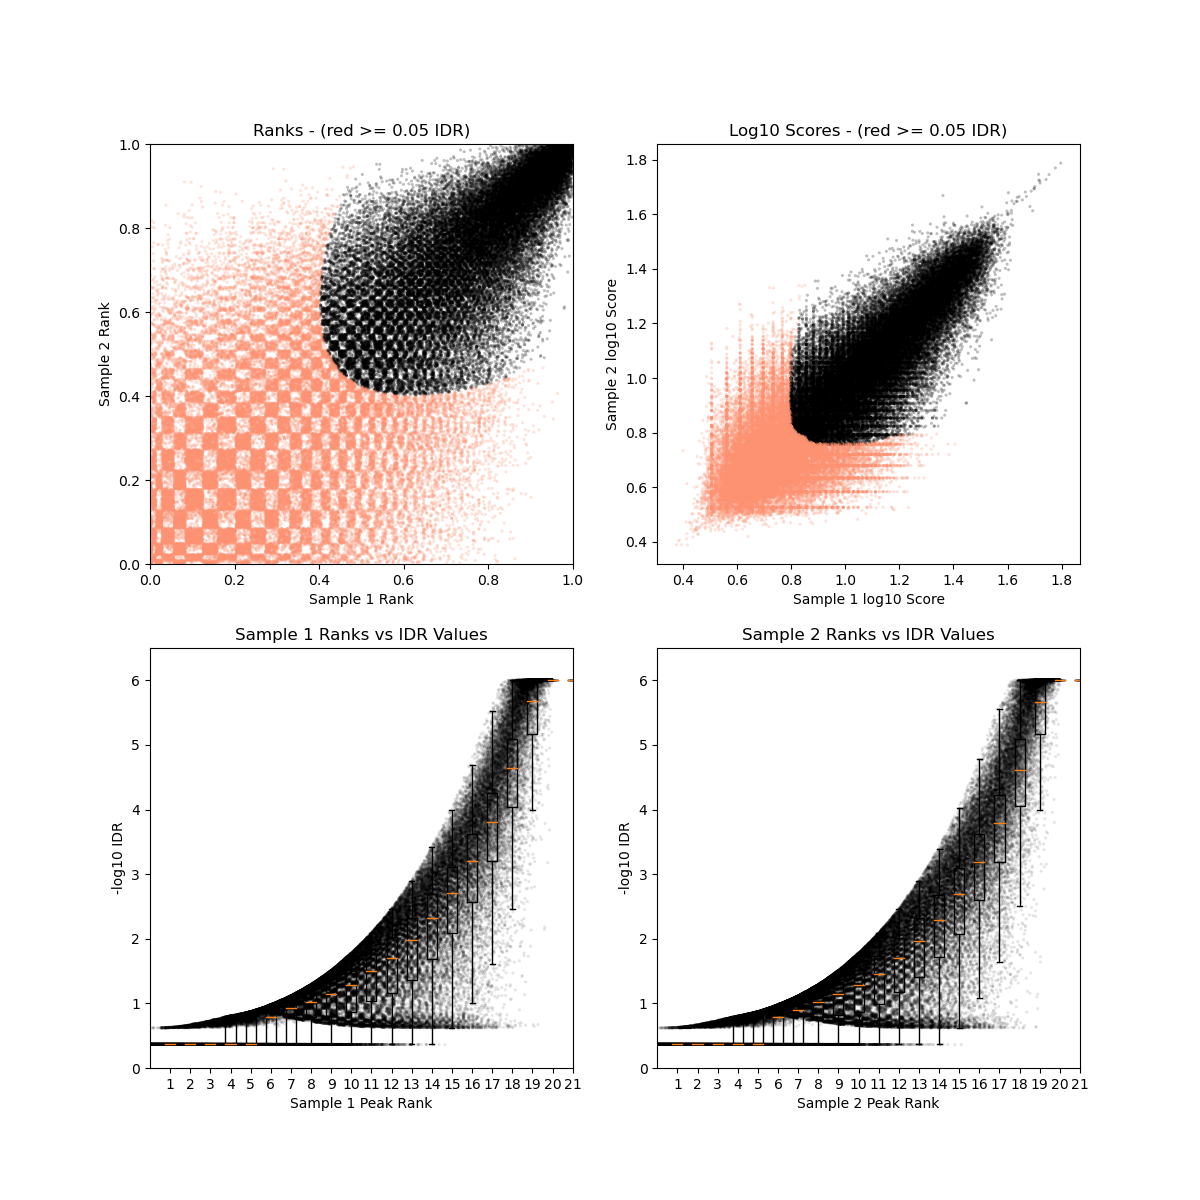 Ranks - (red >= 0.05 IDR)
1.0
0.8
0.6
0.4
0.2
0.0
Sample 2 Rank
0.0 0.2 0.4 0.6 0.8 1.0
Sample 1 Rank
Log10 Scores - (red >= 0.05 IDR)
1.8
1.6
1.4
1.2
1.0
0.8
0.6
0.4
Sample 2 log10 Score
0.4 0.6 0.8 1.0 1.2 1.4 1.6 1.8
Sample 1 log10 Score
Sample 1 Ranks vs IDR Values
6
5
4
3
2
1
0
-log10 IDR
1 2 3 4 5 6 7 8 9 10 11 12 13 14 15 16 17 18 19 20 21
Sample 1 Peak Rank
Sample 2 Ranks vs IDR Values
6
5
4
3
2
1
0
-log10 IDR
1 2 3 4 5 6 7 8 9 10 11 12 13 14 15 16 17 18 19 20 21
Sample 2 Peak Rank